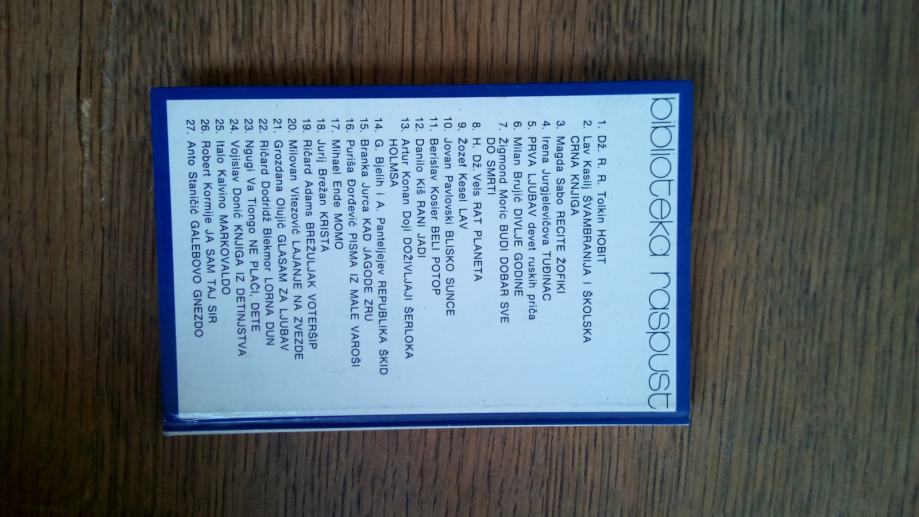 biblioteka raspust
1. Dž. R. R. Tolkin HOBIT
2. Lav Kasilj ŠVAMBRANIJA I ŠKOLSKA
CRNA KNJIGA
3. Magda Sabo RECITE ŽOFIKI
4. Irena Jurgjelevičova TUĐINAC
5. PRVA LJUBAV devet ruskih priča
6. Milan Brujić DIVLJE GODINE
7. Žigmond Moric BUDI DOBAR SVE
DO SMRTI
8. H. Dž. Vels RAT PLANETA
9. Žozef Kesel LAV
10. Jovan Pavlovski BLISKO SUNCE
11. Berislav Kosier BELI POTOP
12. Danilo Kiš RANI JADI
13. Artur Konan Dojl DOŽIVLJAJI ŠERLOKA
HOLMSA
14. G. Bjelih i A. Panteljejev REPUBLIKA ŠKID
15. Branka Jurca KAD JAGODE ZRU
16. Puriša Đorđević PISMA IZ MALE VAROŠI
17. Mihael Ende MOMO
18. Jurij Brežan KRISTA
19. Ričard Adams BREŽULJAK VOTERŠIP
20. Milovan Vitezović LAJANJE NA ZVEZDE
21. Grozdana Olujić GLASAM ZA LJUBAV
22. Ričard Dodridž Blekmor LORNA DUN
23. Ngugi Va Tiongo NE PLAČI, DETE
24. Vojislav Donić KNJIGA IZ DETINJSTVA
25. Italo Kalvino MARKOVALDO
26. Robert Kormije JA SAM TAJ SIR
27. Anto Staničić GALEBOVO GNEZDO